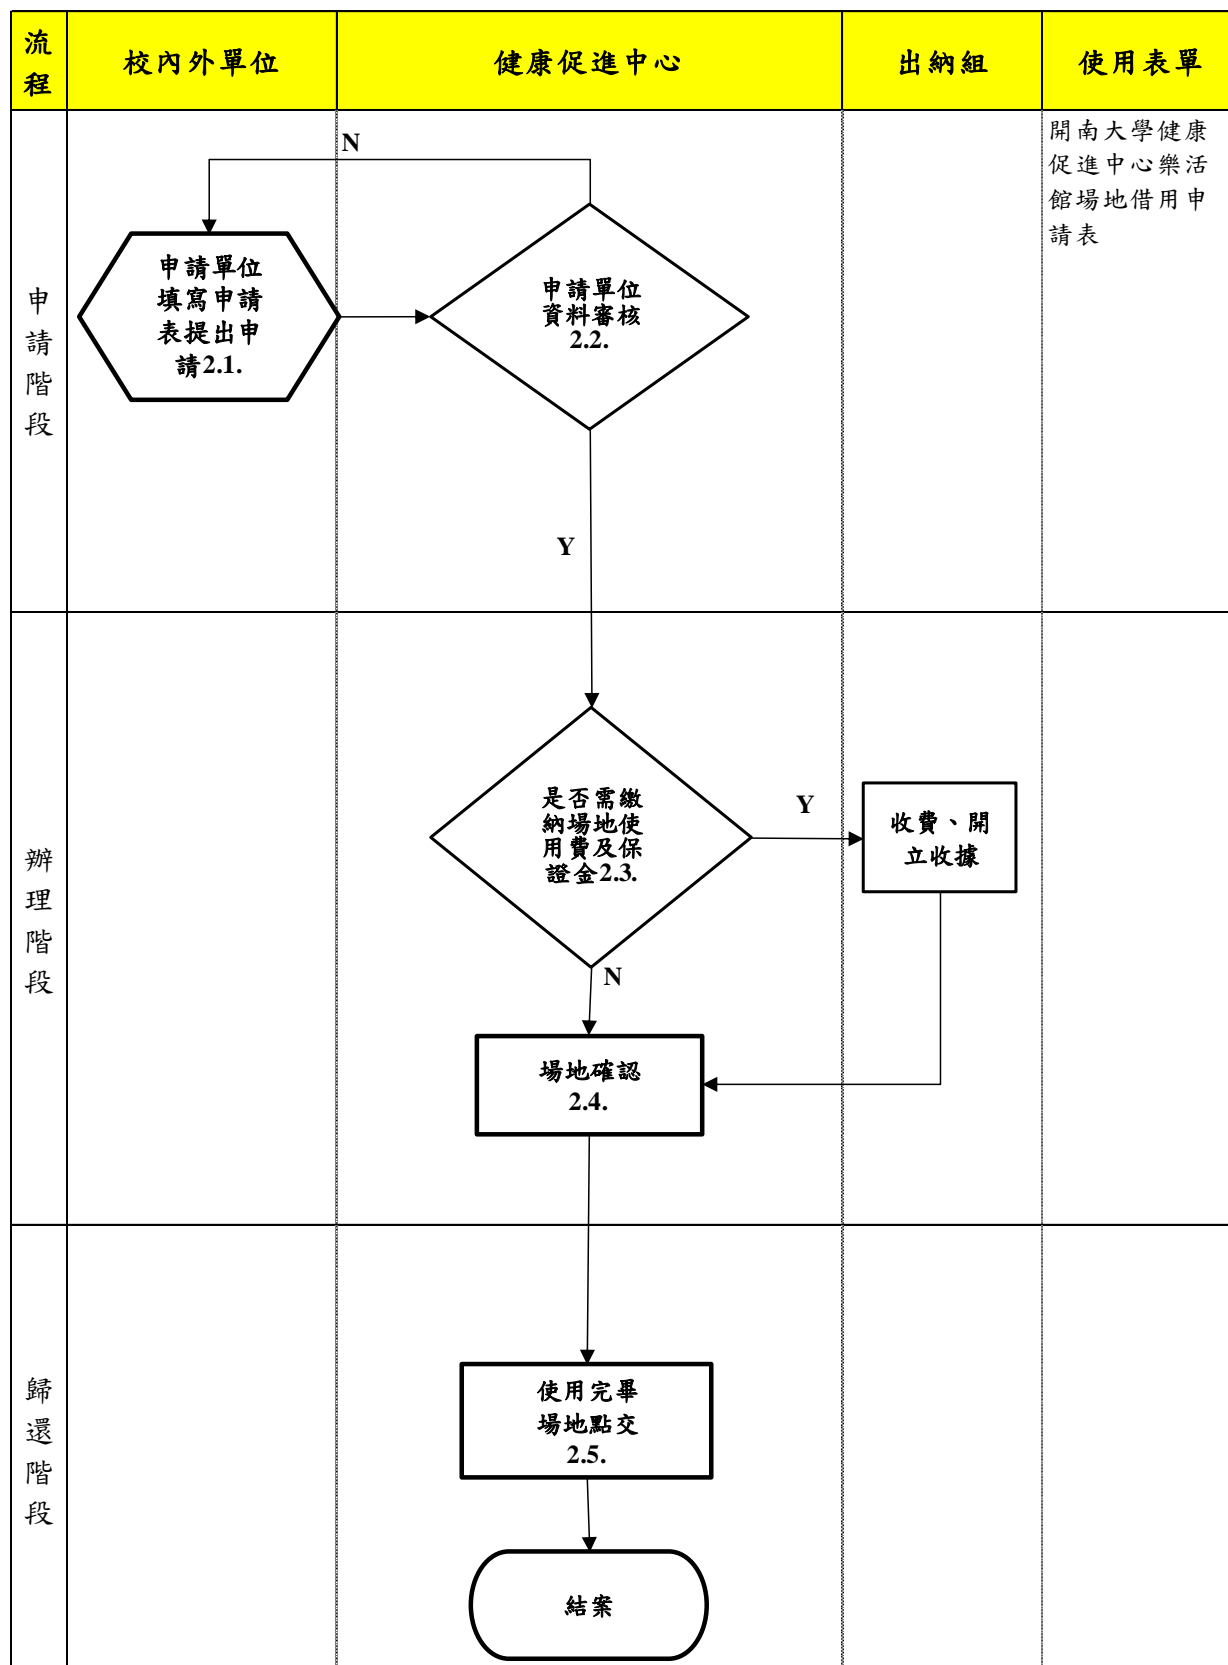 流
程
校內外單位
健康促進中心
出納組
使用表單
申
請
階
段
N
申請單位
填寫申請
表提出申
請2.1.
申請單位
資料審核
2.2.
Y
開南大學健康
促進中心樂活
館場地借用申
請表
辦
理
階
段
是否需繳
納場地使
用費及保
證金2.3.
Y
收費、開
立收據
N
場地確認
2.4.
歸
還
階
段
使用完畢
場地點交
2.5.
結案